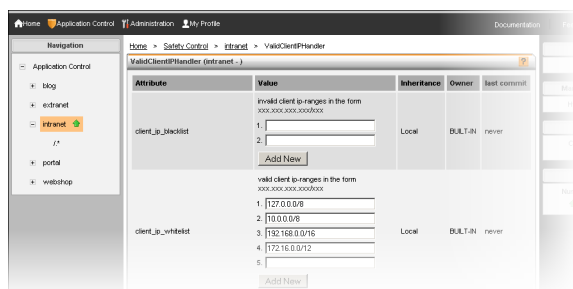 Home Application Control Administration My Profile Documentation
Navigation
Application Control
blog
extranet
intranet
/.*
portal
webshop
Home > Safety Control > intranet > ValidClientIPHandler
ValidClientIPHandler (intranet - )
?
Attribute Value Inheritance Owner last commit
client_ip_blacklist
invalid client ip-ranges in the form
xxx.xxx.xxx.xxx/xxx
1.
2.
Add New
Local BUILT-IN never
client_ip_whitelist
valid client ip-ranges in the form
xxx.xxx.xxx.xxx/xxx
1. 127.0.0.0/8
2. 10.0.0.0/8
3. 192.168.0.0/16
4. 172.16.0.0/12
5.
Add New
Local BUILT-IN never